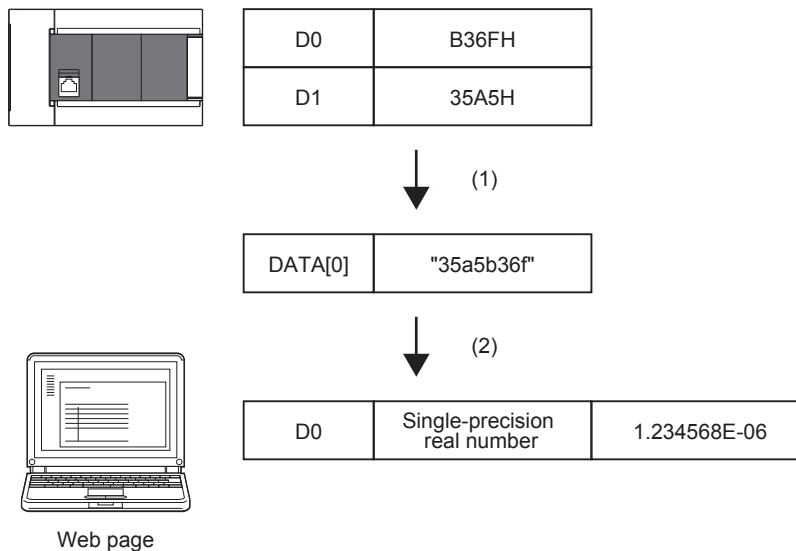 D0 B36FH
D1 35A5H
(1)
DATA[0] "35a5b36f"
(2)
D0 Single-precision real number 1.234568E-06
Web page